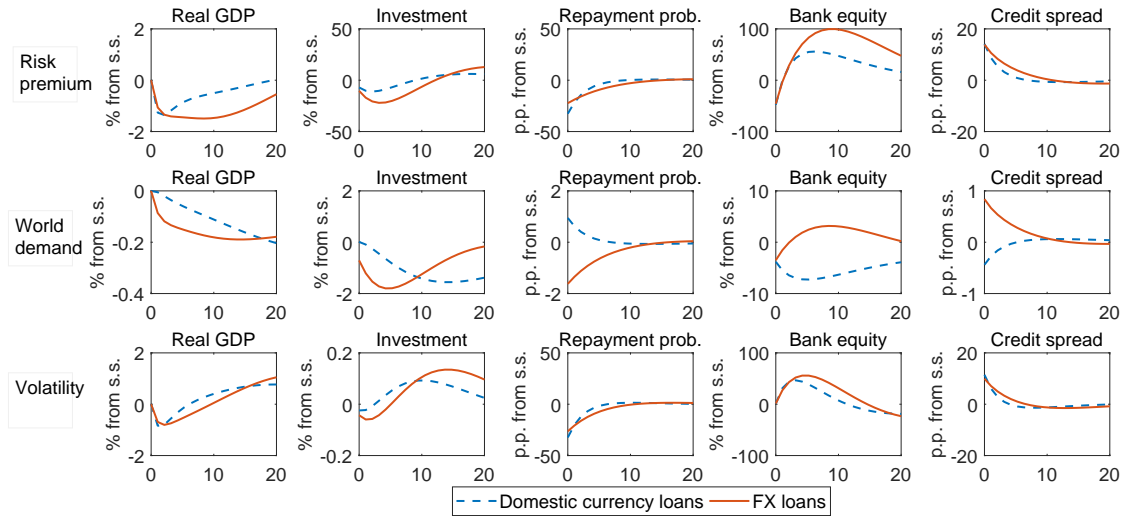 Real GDP Investment Repayment prob. Bank equity Credit spread
Risk
premium
% from s.s. 2 0 -2 0 10 20
% from s.s. 50 0 -50 0 10 20
p.p. from s.s. 50 0 -50 0 10 20
% from s.s. 100 0 -100 0 10 20
p.p. from s.s. 20 0 -20 0 10 20
Real GDP Investment Repayment prob. Bank equity Credit spread
World
demand
% from s.s. 0 -0.2 -0.4 0 10 20
% from s.s. 2 0 -2 0 10 20
p.p. from s.s. 2 0 -2 0 10 20
% from s.s. 10 0 -10 0 10 20
p.p. from s.s. 1 0 -1 0 10 20
Real GDP Investment Repayment prob. Bank equity Credit spread
Volatility
% from s.s. 2 0 -2 0 10 20
% from s.s. 0.2 0 -0.2 0 10 20
p.p. from s.s. 50 0 -50 0 10 20
% from s.s. 100 0 -100 0 10 20
p.p. from s.s. 20 0 -20 0 10 20
Domestic currency loans FX loans